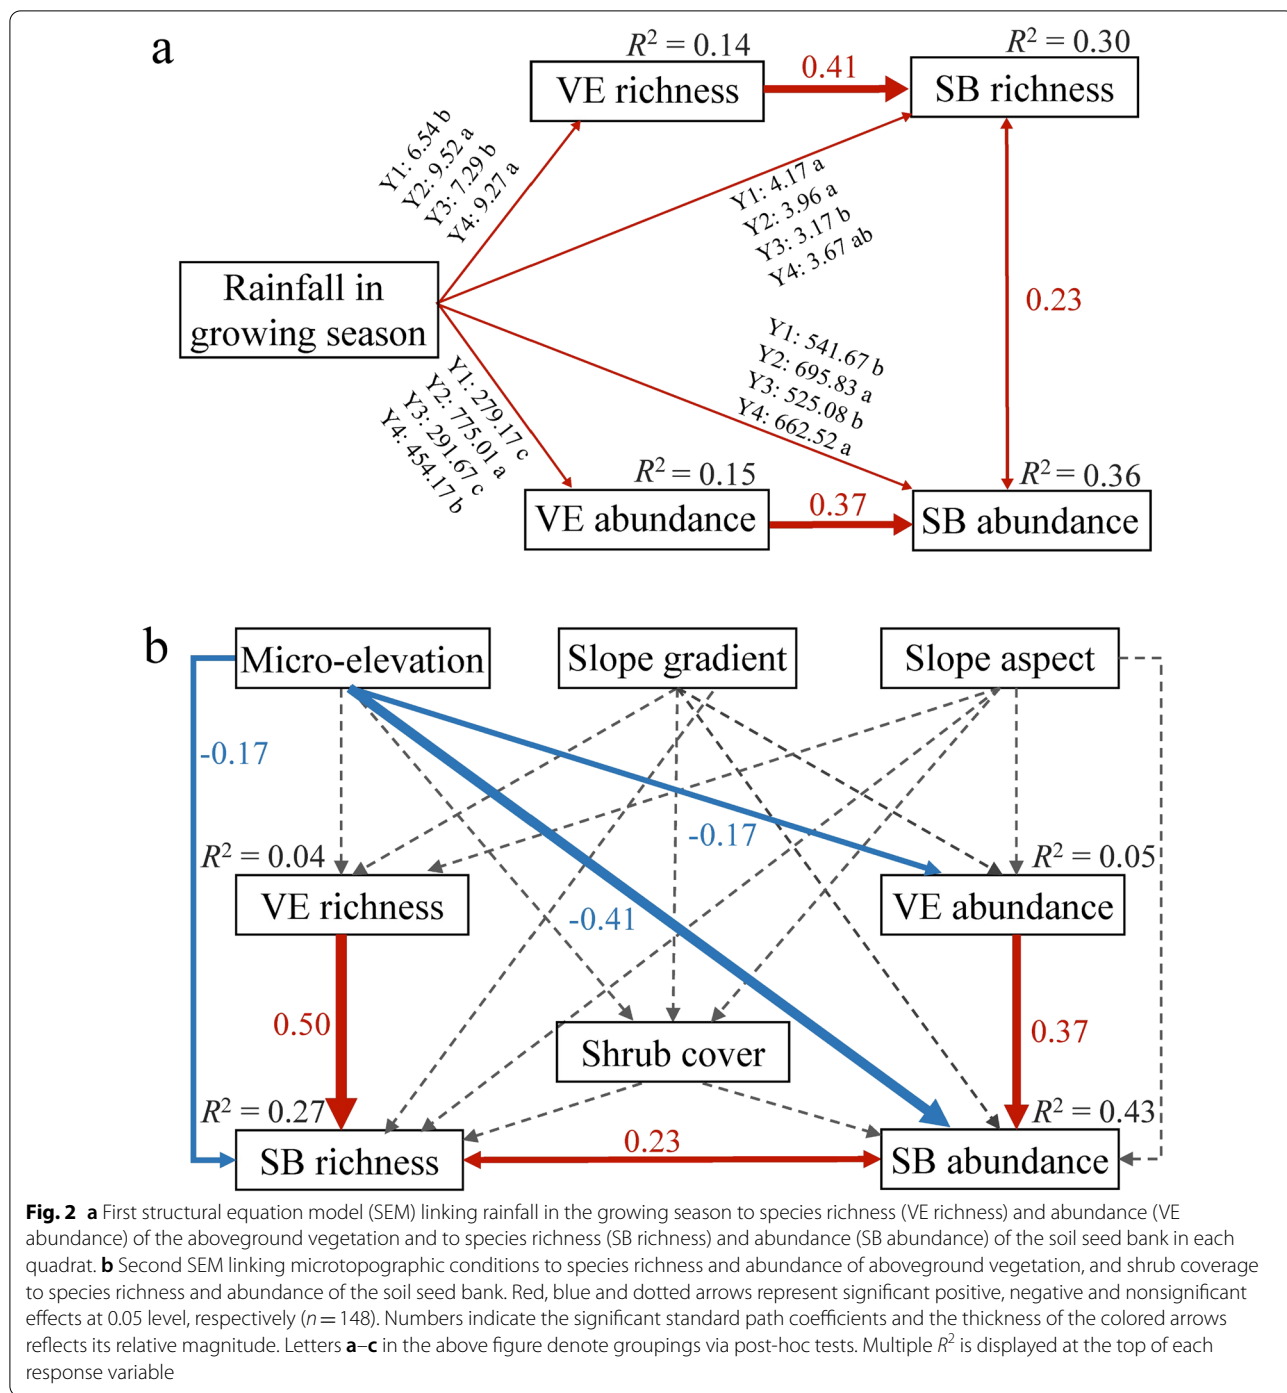 a
R² = 0.14
R² = 0.30
VE richness
0.41
SB richness
Y1: 6.54 b
Y2: 9.52 a
Y3: 7.29 b
Y4: 9.27 a
Y1: 4.17 a
Y2: 3.96 a
Y3: 3.17 b
Y4: 3.67 ab
Rainfall in
growing season
0.23
Y1: 541.67 b
Y2: 695.83 a
Y3: 525.08 b
Y4: 662.52 a
Y1: 279.17 c
Y2: 775.01 a
Y3: 291.67 c
Y4: 454.17 b
R² = 0.15
R² = 0.36
VE abundance
0.37
SB abundance
b
Micro-elevation
Slope gradient
Slope aspect
-0.17
-0.17
R² = 0.04
R² = 0.05
VE richness
-0.41
VE abundance
0.50
Shrub cover
0.37
R² = 0.27
R² = 0.43
SB richness
0.23
SB abundance
Fig. 2 a First structural equation model (SEM) linking rainfall in the growing season to species richness (VE richness) and abundance (VE
abundance) of the aboveground vegetation and to species richness (SB richness) and abundance (SB abundance) of the soil seed bank in each
quadrat. b Second SEM linking microtopographic conditions to species richness and abundance of aboveground vegetation, and shrub coverage
to species richness and abundance of the soil seed bank. Red, blue and dotted arrows represent significant positive, negative and nonsignificant
effects at 0.05 level, respectively (n = 148). Numbers indicate the significant standard path coefficients and the thickness of the colored arrows
reflects its relative magnitude. Letters a–c in the above figure denote groupings via post-hoc tests. Multiple R² is displayed at the top of each
response variable